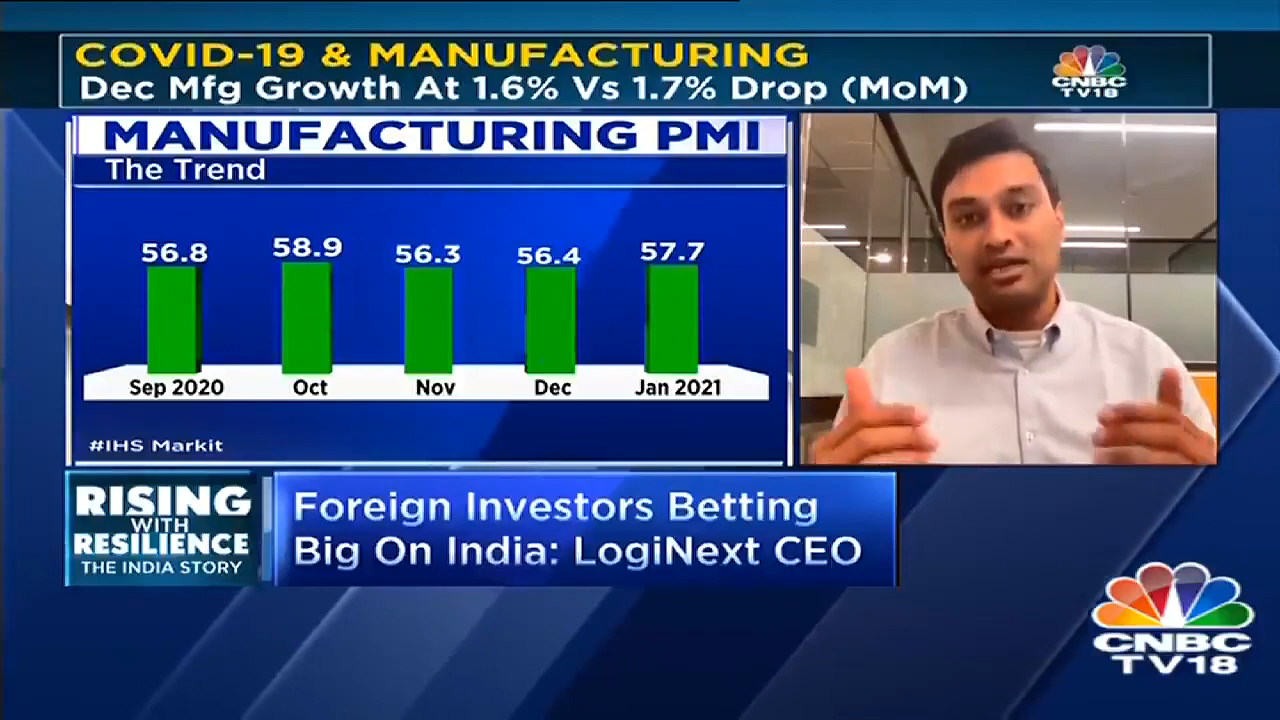 COVID-19 & MANUFACTURING
Dec Mfg Growth At 1.6% Vs 1.7% Drop (MoM)
CNBC
TV18
MANUFACTURING PMI
The Trend
56.8 58.9 56.3 56.4 57.7
Sep 2020 Oct Nov Dec Jan 2021
#IHS Markit
RISING
WITH
RESILIENCE
THE INDIA STORY
Foreign Investors Betting
Big On India: LogiNext CEO
CNBC
TV18